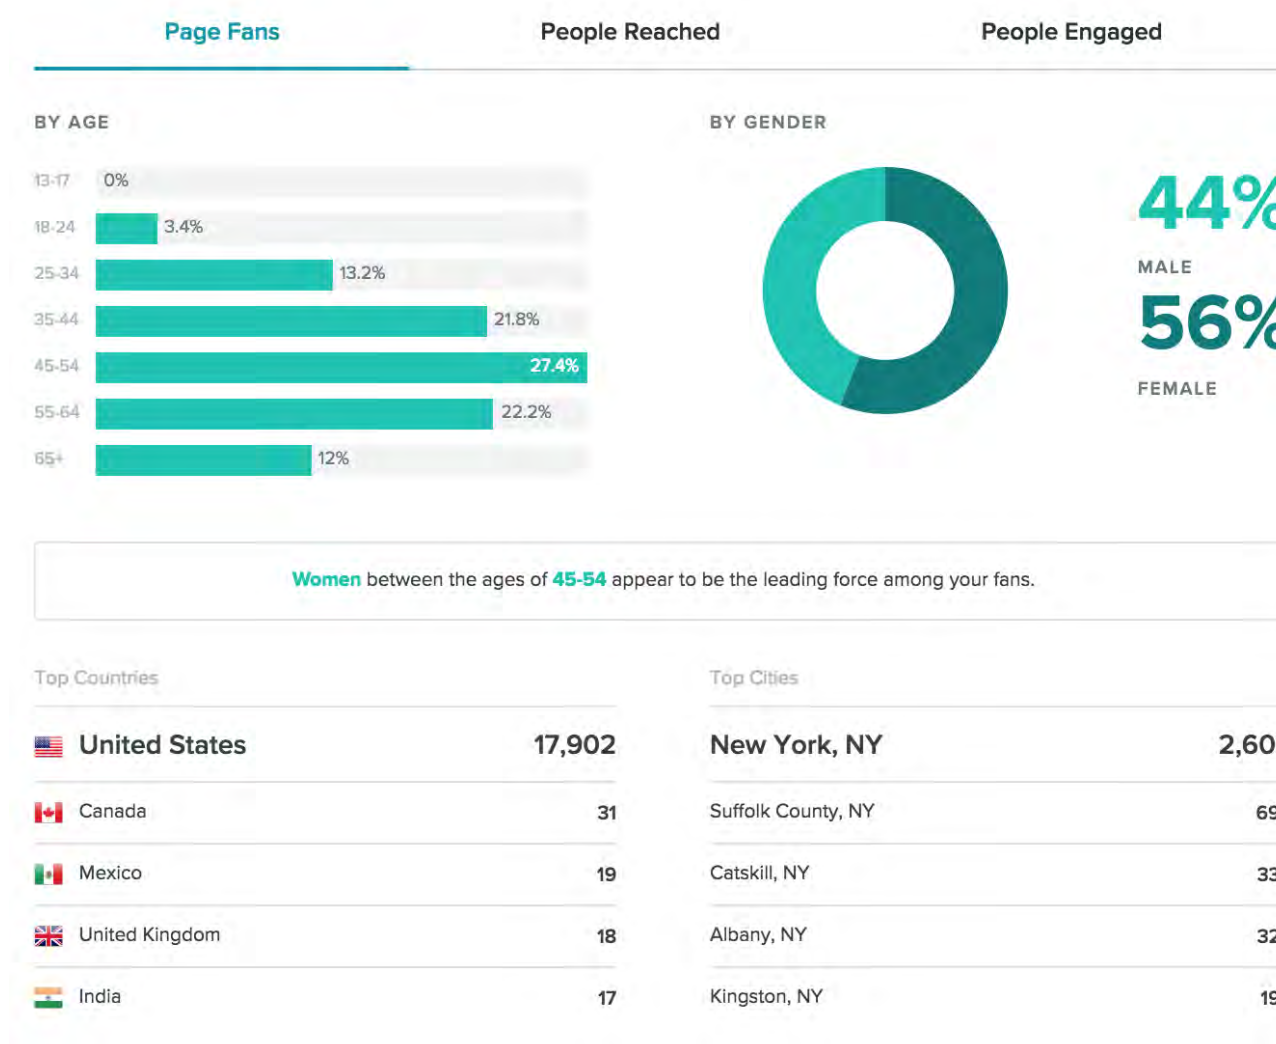 Page Fans People Reached People Engaged
BY AGE
13-17 0%
18-24 3.4%
25-34 13.2%
35-44 21.8%
45-54 27.4%
55-64 22.2%
65+ 12%
BY GENDER
44%
MALE
56%
FEMALE
Women between the ages of 45-54 appear to be the leading force among your fans.
Top Countries
United States 17,902
Canada 31
Mexico 19
United Kingdom 18
India 17
Top Cities
New York, NY
Suffolk County, NY
Catskill, NY
Albany, NY
Kingston, NY